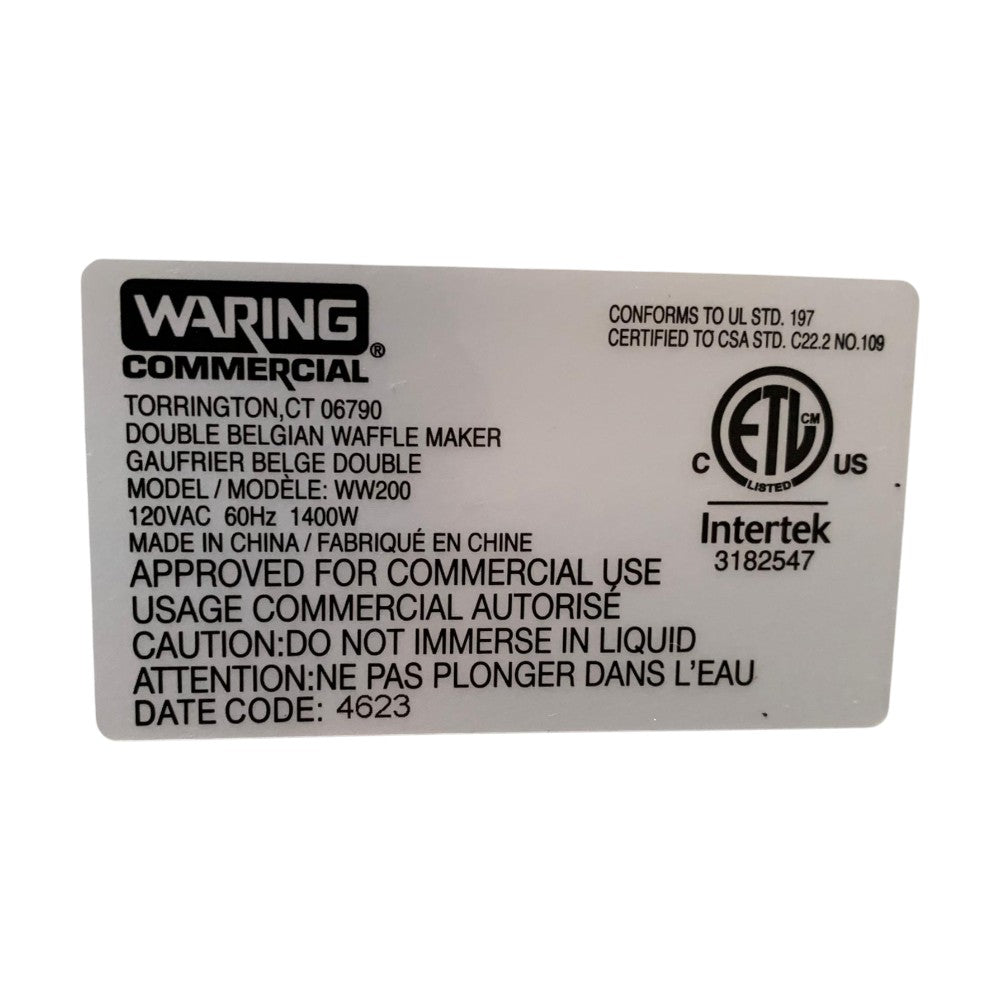 WARING
COMMERCIAL®
TORRINGTON,CT 06790
DOUBLE BELGIAN WAFFLE MAKER
GAUFRIER BELGE DOUBLE
MODEL / MODÈLE: WW200
120VAC 60Hz 1400W
MADE IN CHINA / FABRIQUÉ EN CHINE
APPROVED FOR COMMERCIAL USE
USAGE COMMERCIAL AUTORISÉ
CAUTION:DO NOT IMMERSE IN LIQUID
ATTENTION:NE PAS PLONGER DANS L'EAU
DATE CODE: 4623
CONFORMS TO UL STD. 197
CERTIFIED TO CSA STD. C22.2 NO.109
ETL CM
C US
LISTED
Intertek
3182547